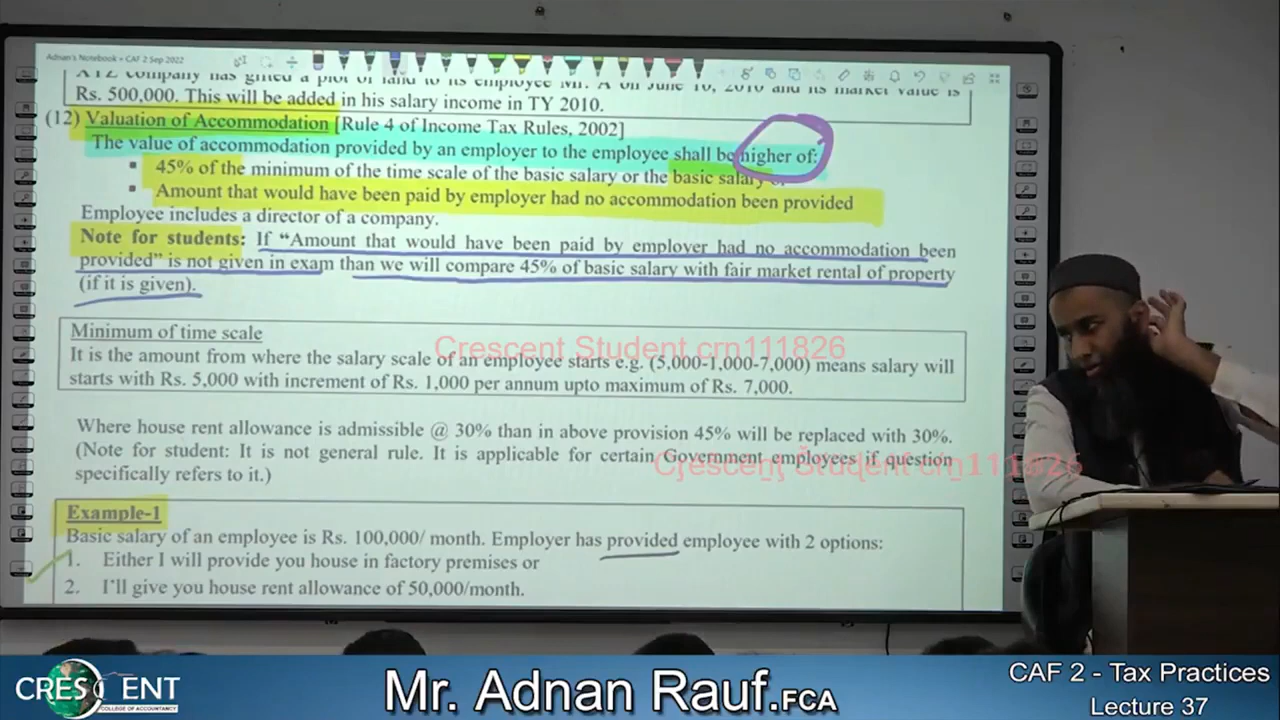 Adnan's Notebook • CAF 2 Sep 2022
XYZ company has gifted a plot of land to its employee Mr. A on June 10, 2010 and its market value is
Rs. 500,000. This will be added in his salary income in TY 2010.
(12) Valuation of Accommodation [Rule 4 of Income Tax Rules, 2002]
The value of accommodation provided by an employer to the employee shall be higher of:
▪ 45% of the minimum of the time scale of the basic salary or the basic salary or
▪ Amount that would have been paid by employer had no accommodation been provided
Employee includes a director of a company.
Note for students: If “Amount that would have been paid by employer had no accommodation been
provided” is not given in exam than we will compare 45% of basic salary with fair market rental of property
(if it is given).
Minimum of time scale
Crescent Student crn111826
It is the amount from where the salary scale of an employee starts e.g. (5,000-1,000-7,000) means salary will
starts with Rs. 5,000 with increment of Rs. 1,000 per annum upto maximum of Rs. 7,000.
Where house rent allowance is admissible @ 30% than in above provision 45% will be replaced with 30%.
(Note for student: It is not general rule. It is applicable for certain Government employees if question
Crescent Student crn111826
specifically refers to it.)
Example-1
Basic salary of an employee is Rs. 100,000/ month. Employer has provided employee with 2 options:
1. Either I will provide you house in factory premises or
2. I'll give you house rent allowance of 50,000/month.
CRESCENT
COLLEGE OF ACCOUNTANCY
Mr. Adnan Rauf.FCA
CAF 2 - Tax Practices
Lecture 37